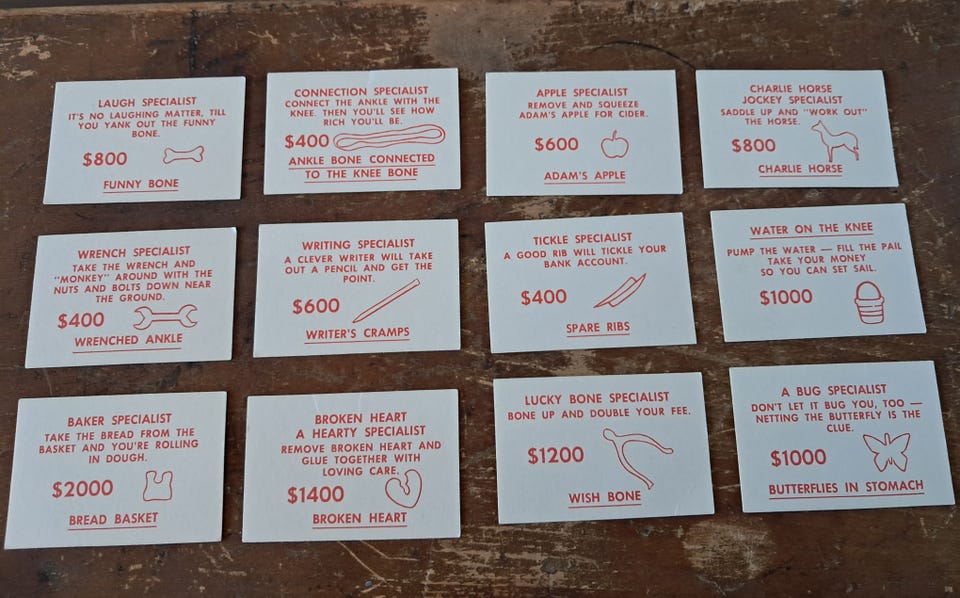 LAUGH SPECIALIST
IT'S NO LAUGHING MATTER, TILL
YOU YANK OUT THE FUNNY
BONE.
$800
FUNNY BONE
CONNECTION SPECIALIST
CONNECT THE ANKLE WITH THE
KNEE. THEN YOU'LL SEE HOW
RICH YOU'LL BE.
$400
ANKLE BONE CONNECTED
TO THE KNEE BONE
APPLE SPECIALIST
REMOVE AND SQUEEZE
ADAM'S APPLE FOR CIDER.
$600
ADAM'S APPLE
CHARLIE HORSE
JOCKEY SPECIALIST
SADDLE UP AND "WORK OUT"
THE HORSE.
$800
CHARLIE HORSE
WRENCH SPECIALIST
TAKE THE WRENCH AND
"MONKEY" AROUND WITH THE
NUTS AND BOLTS DOWN NEAR
THE GROUND.
$400
WRENCHED ANKLE
WRITING SPECIALIST
A CLEVER WRITER WILL TAKE
OUT A PENCIL AND GET THE
POINT.
$600
WRITER'S CRAMPS
TICKLE SPECIALIST
A GOOD RIB WILL TICKLE YOUR
BANK ACCOUNT.
$400
SPARE RIBS
WATER ON THE KNEE
PUMP THE WATER — FILL THE PAIL
TAKE YOUR MONEY
SO YOU CAN SET SAIL.
$1000
BAKER SPECIALIST
TAKE THE BREAD FROM THE
BASKET AND YOU'RE ROLLING
IN DOUGH.
$2000
BREAD BASKET
BROKEN HEART
A HEARTY SPECIALIST
REMOVE BROKEN HEART AND
GLUE TOGETHER WITH
LOVING CARE.
$1400
BROKEN HEART
LUCKY BONE SPECIALIST
BONE UP AND DOUBLE YOUR FEE.
$1200
WISH BONE
A BUG SPECIALIST
DON'T LET IT BUG YOU, TOO —
NETTING THE BUTTERFLY IS THE
CLUE.
$1000
BUTTERFLIES IN STOMACH